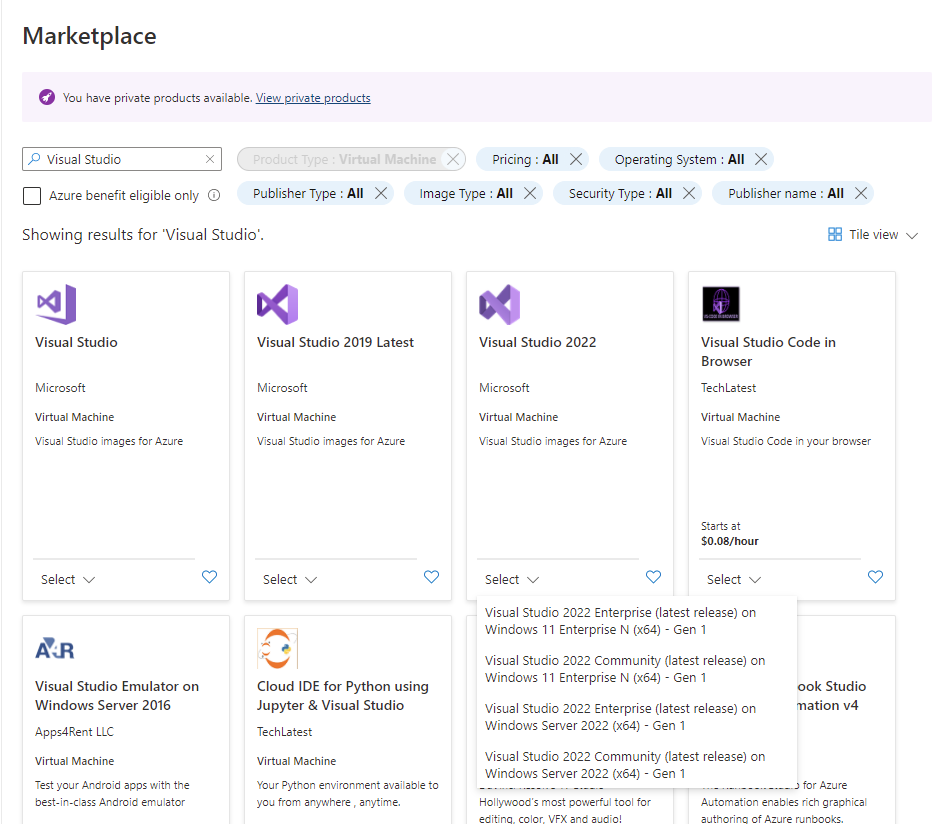 Marketplace
You have private products available. View private products
Visual Studio
Product Type : Virtual Machine
Pricing : All
Operating System : All
Azure benefit eligible only
Publisher Type : All
Image Type : All
Security Type : All
Publisher name : All
Showing results for 'Visual Studio'.
Tile view
Visual Studio
Microsoft
Virtual Machine
Visual Studio images for Azure
Select
Visual Studio 2019 Latest
Microsoft
Virtual Machine
Visual Studio images for Azure
Select
Visual Studio 2022
Microsoft
Virtual Machine
Visual Studio images for Azure
Select
Visual Studio 2022 Enterprise (latest release) on
Windows 11 Enterprise N (x64) - Gen 1
Visual Studio 2022 Community (latest release) on
Windows 11 Enterprise N (x64) - Gen 1
Visual Studio 2022 Enterprise (latest release) on
Windows Server 2022 (x64) - Gen 1
Visual Studio 2022 Community (latest release) on
Windows Server 2022 (x64) - Gen 1
Visual Studio Code in
Browser
TechLatest
Virtual Machine
Visual Studio Code in your browser
Starts at
$0.08/hour
Select
Visual Studio Emulator on
Windows Server 2016
Apps4Rent LLC
Virtual Machine
Test your Android apps with the
best-in-class Android emulator
Cloud IDE for Python using
Jupyter & Visual Studio
TechLatest
Virtual Machine
Your Python environment available to
you from anywhere , anytime.
Hollywood's most powerful tool for
editing, color, VFX and audio!
ook Studio
mation v4
Studio for Azure
Automation enables rich graphical
authoring of Azure runbooks.